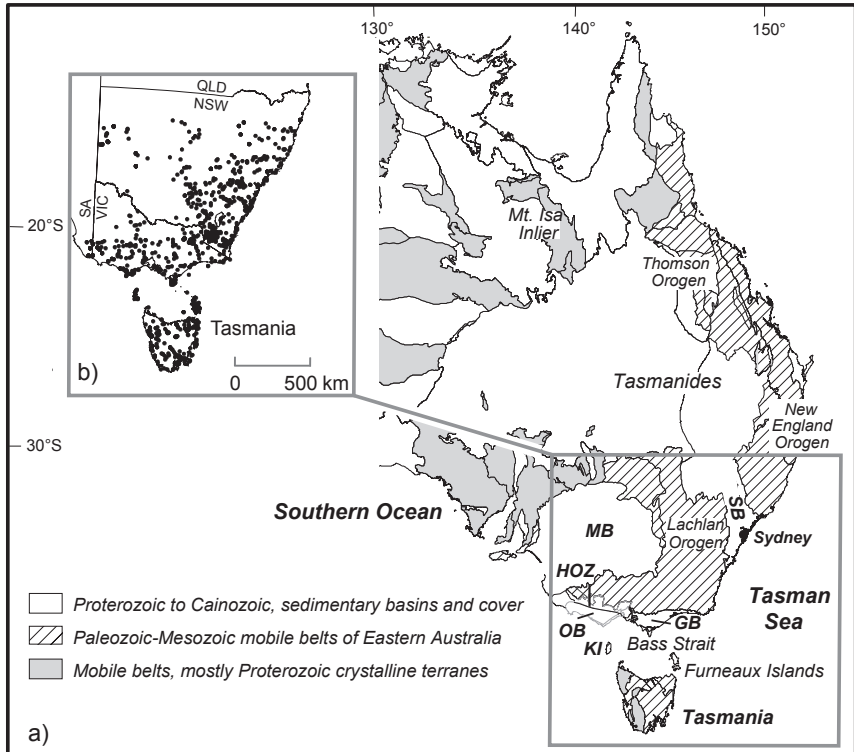 130°
140°
150°
20°S
30°S
QLD
NSW
SA
VIC
Tasmania
0
500 km
b)
Mt. Isa
Inlier
Thomson
Orogen
Tasmanides
New
England
Orogen
Southern Ocean
MB
Lachlan
Orogen
SB
Sydney
HOZ
Tasman
Sea
OB
GB
KI
Bass Strait
Furneaux Islands
Tasmania
Proterozoic to Cainozoic, sedimentary basins and cover
Paleozoic-Mesozoic mobile belts of Eastern Australia
Mobile belts, mostly Proterozoic crystalline terranes
a)